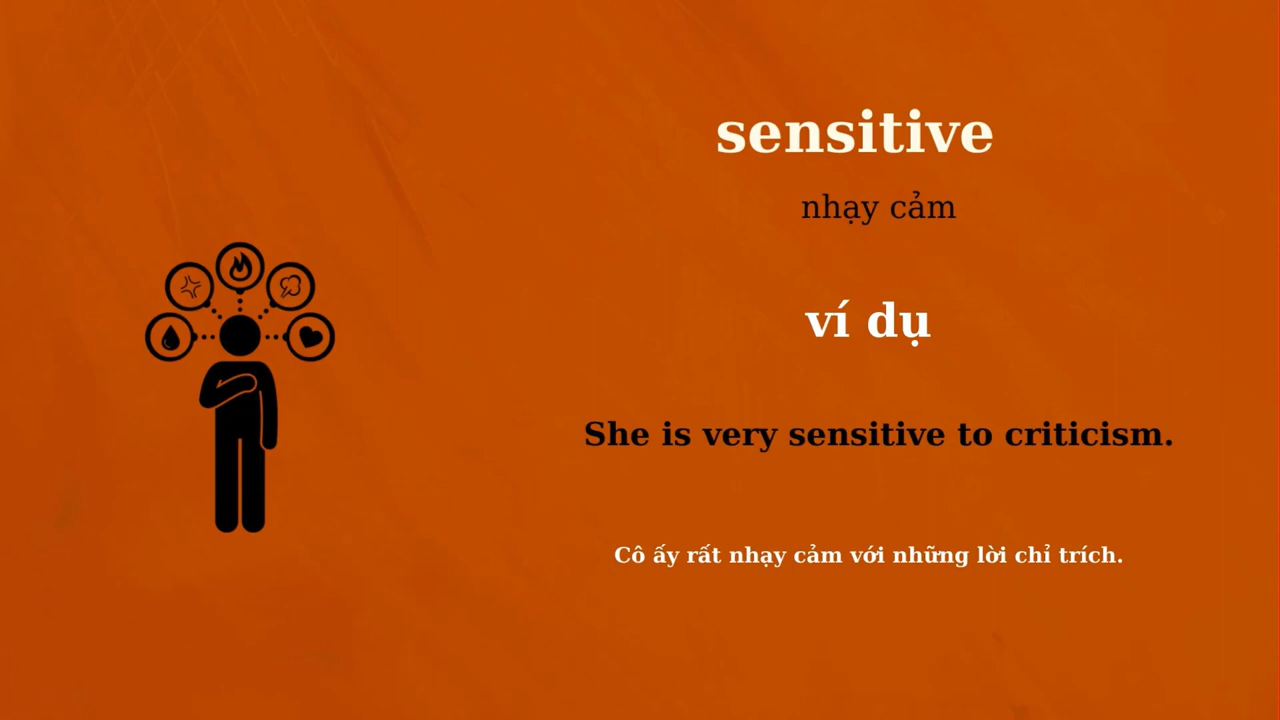 sensitive
nhạy cảm
ví dụ
She is very sensitive to criticism.
Cô ấy rất nhạy cảm với những lời chỉ trích.